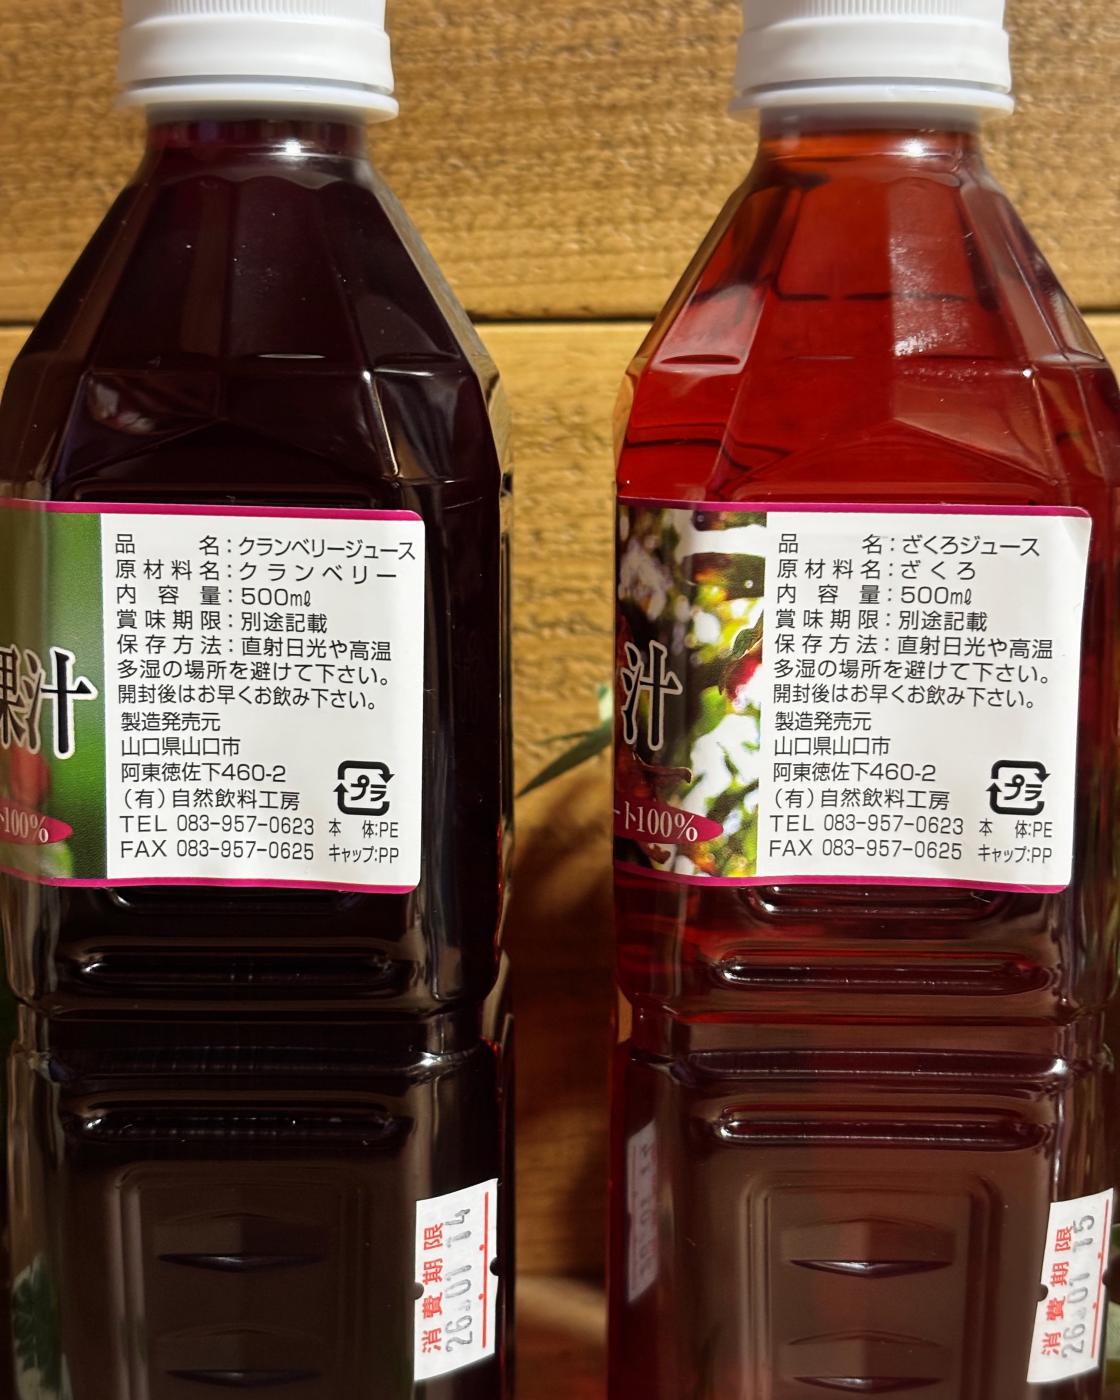 果汁
ト100%
品名:クランベリージュース
原材料名:クランベリー
内容量:500mℓ
賞味期限:別途記載
保存方法:直射日光や高温
多湿の場所を避けて下さい。
開封後はお早くお飲み下さい。
製造発売元
山口県山口市
阿東徳佐下460-2
(有)自然飲料工房
TEL 083-957-0623
FAX 083-957-0625
プラ
本体:PE
キャップ:PP
消費期限
26.01.14
汁
ート100%
品名:ざくろジュース
原材料名:ざくろ
内容量:500mℓ
賞味期限:別途記載
保存方法:直射日光や高温
多湿の場所を避けて下さい。
開封後はお早くお飲み下さい。
製造発売元
山口県山口市
阿東徳佐下460-2
(有)自然飲料工房
TEL 083-957-0623
FAX 083-957-0625
プラ
本体:PE
キャップ:PP
消費期限
26.01.15